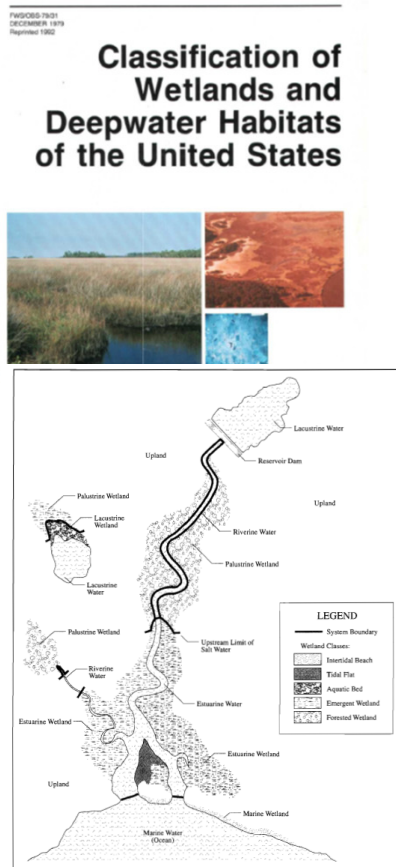 FWS/OBS-79/31
DECEMBER 1979
Reprinted 1992
Classification of
Wetlands and
Deepwater Habitats
of the United States
Lacustrine Water
Upland
Reservoir Dam
Palustrine Wetland
Upland
Lacustrine
Wetland
Riverine Water
Palustrine Wetland
Lacustrine
Water
LEGEND
System Boundary
Wetland Classes:
Intertidal Beach
Tidal Flat
Aquatic Bed
Emergent Wetland
Forested Wetland
Palustrine Wetland
Upstream Limit of
Salt Water
Riverine
Water
Estuarine Water
Estuarine Wetland
Estuarine Wetland
Upland
Marine Wetland
Marine Water
(Ocean)